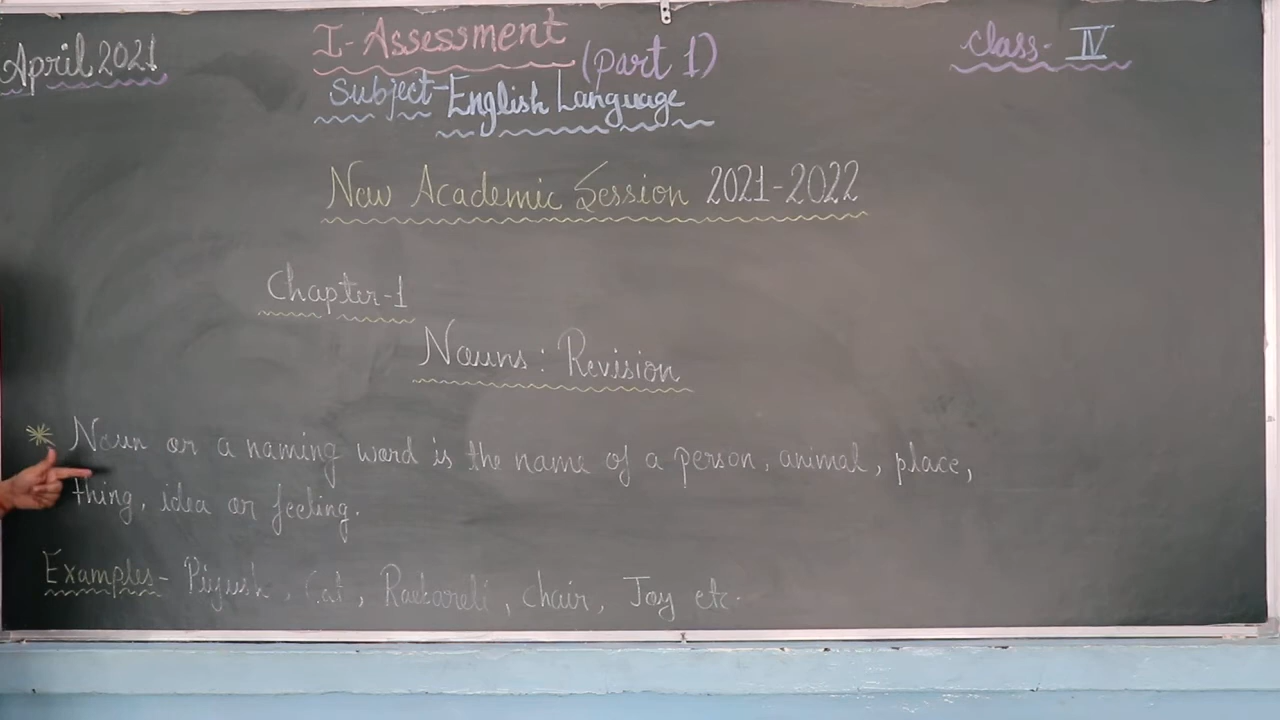 April 2021
I-Assessment (part 1)
Class- IV
Subject-English Language
New Academic Session 2021-2022
Chapter-1
Nouns: Revision
* Noun or a naming word is the name of a person, animal, place,
thing, idea or feeling.
Examples- Piyush, Cat, Raebareli, chair, Joy etc.